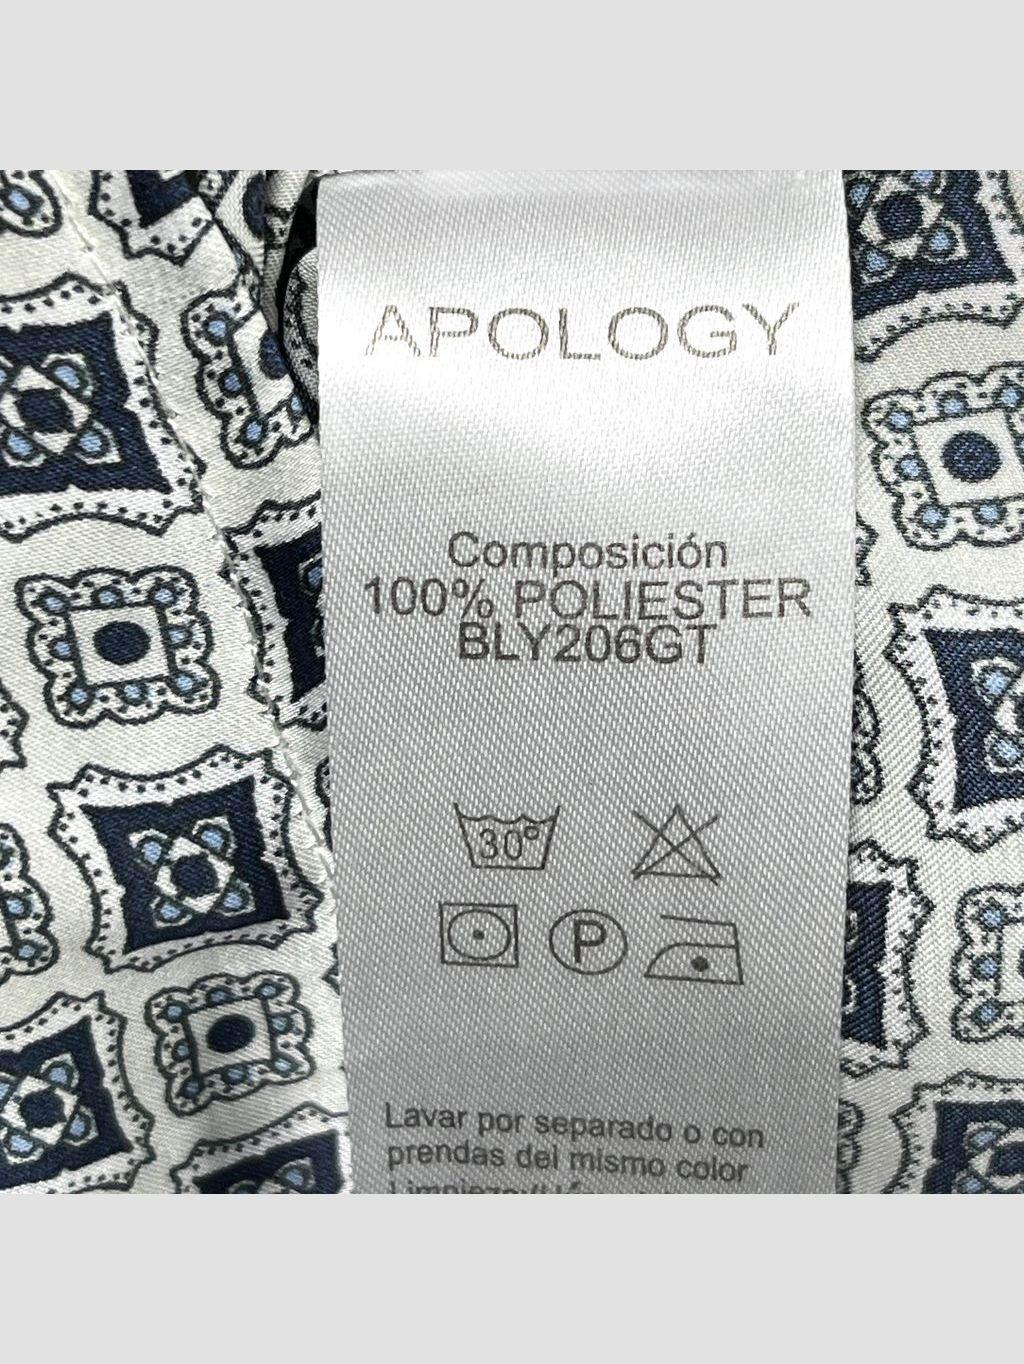 APOLOGY
Composición
100% POLIESTER
BLY206GT
30°
P
Lavar por separado o con
prendas del mismo color